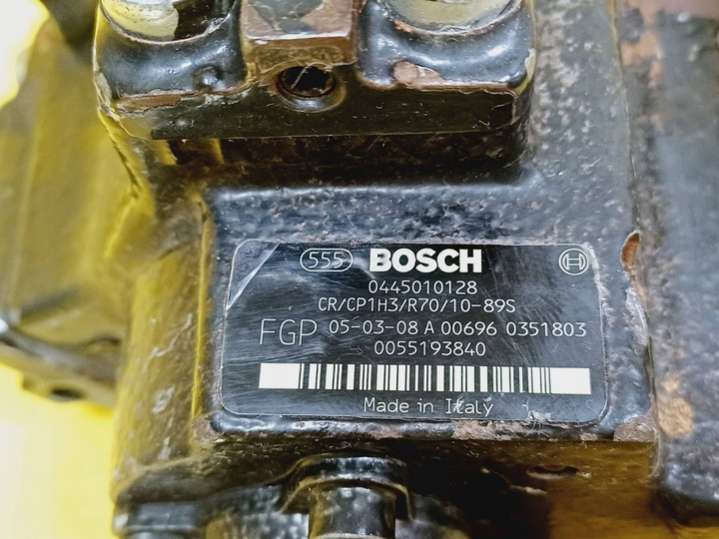 555 BOSCH
0445010128
CR/CP1H3/R70/10-89S
FGP 05-03-08 A 00696 0351803
0055193840
Made in Italy